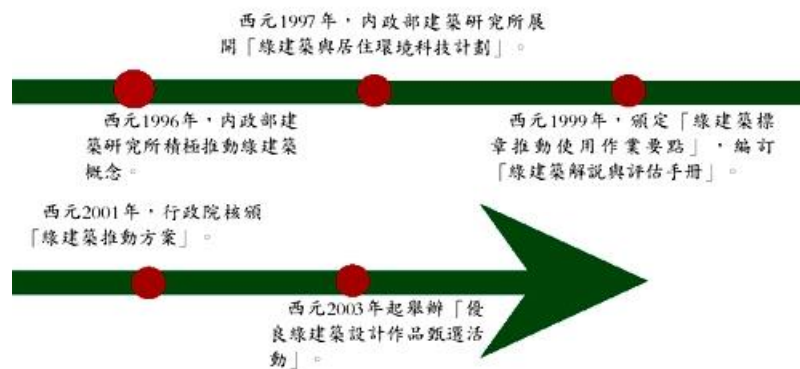 西元1997年，內政部建築研究所展
開「綠建築與居住環境科技計劃」。
西元1996年，內政部建
築研究所積極推動綠建築
概念。
西元1999年，頒定「綠建築標
章推動使用作業要點」，編訂
「綠建築解說與評估手冊」。
西元2001年，行政院核頒
「綠建築推動方案」。
西元2003年起舉辦「優
良綠建築設計作品甄選活
動」。